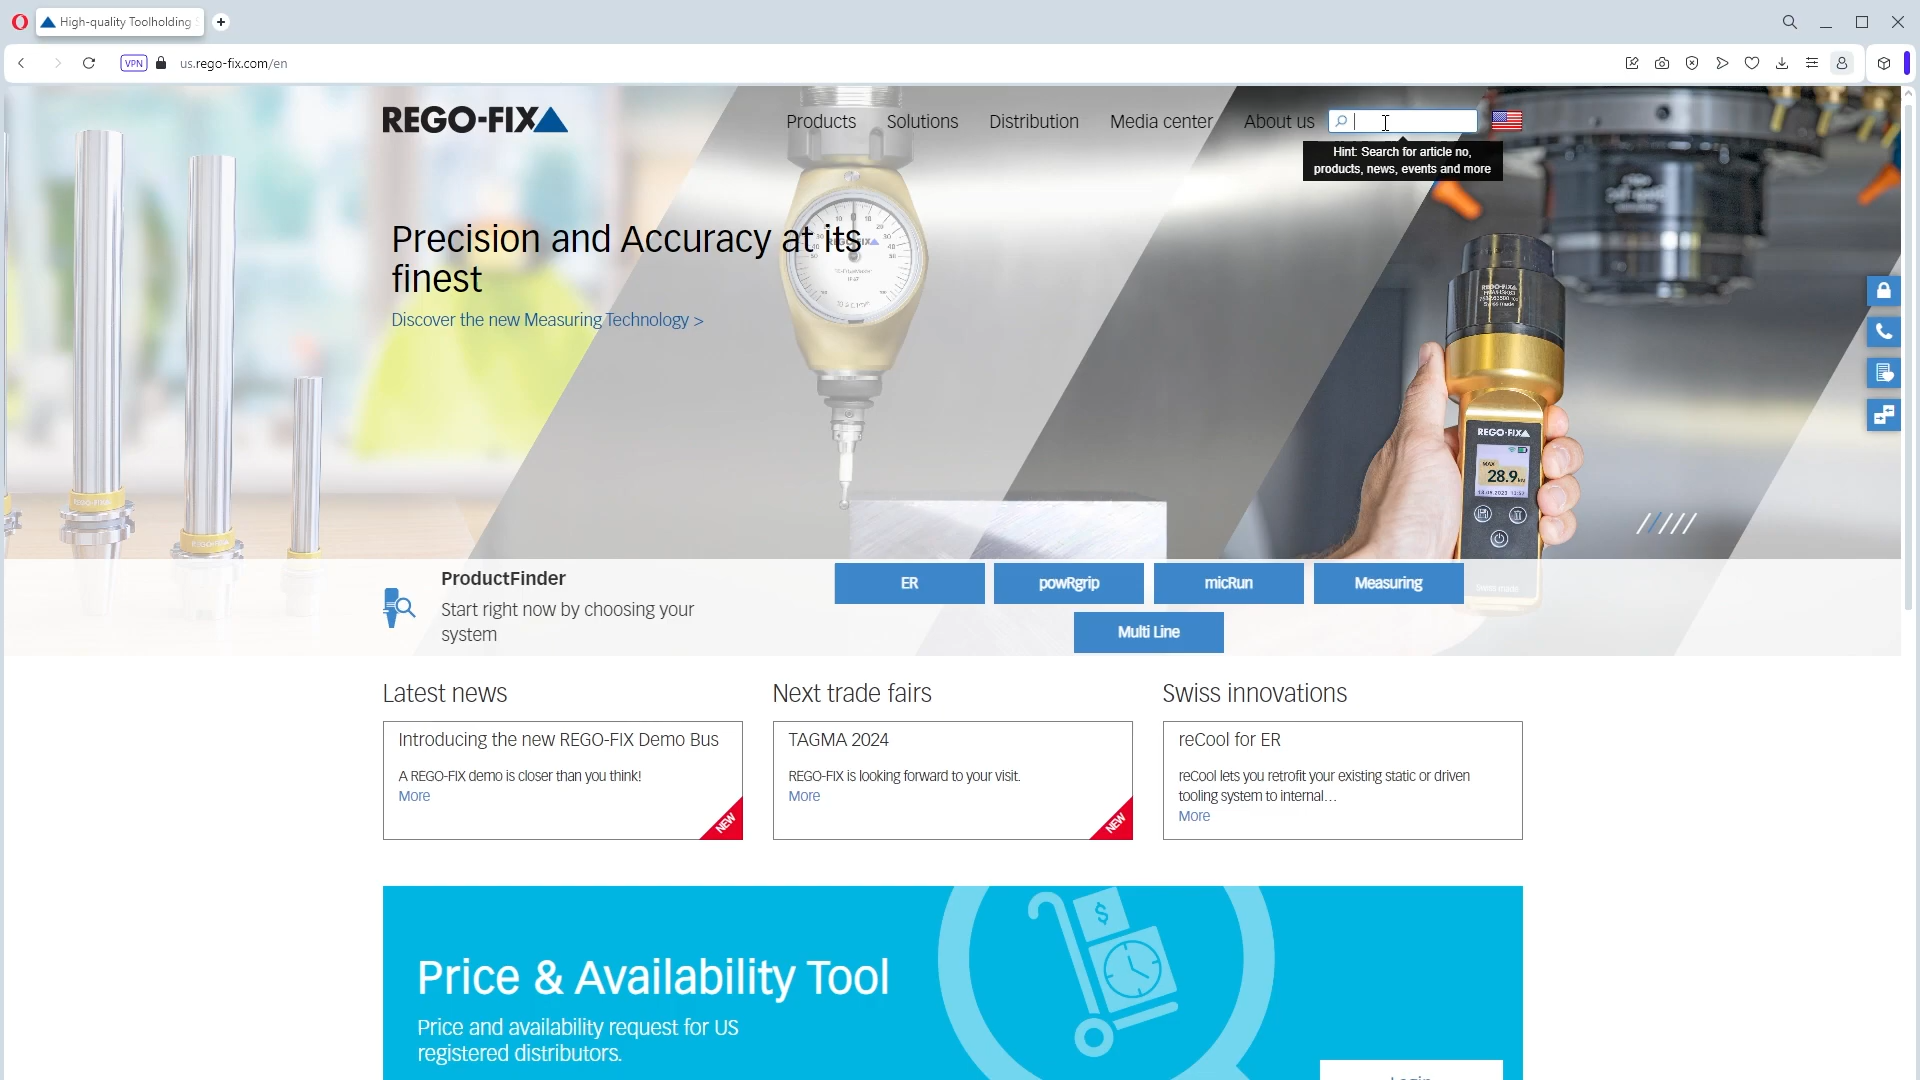 High-quality Toolholding
VPN
us.rego-fix.com/en
REGO-FIX
Products
Solutions
Distribution
Media center
About us
Hint: Search for article no,
products, news, events and more
Precision and Accuracy at its
finest
Discover the new Measuring Technology >
REGO-FIX
MAX
28.9
ProductFinder
Start right now by choosing your
system
ER
powRgrip
micRun
Measuring
Multi Line
Latest news
Introducing the new REGO-FIX Demo Bus
A REGO-FIX demo is closer than you think!
More
NEW
Next trade fairs
TAGMA 2024
REGO-FIX is looking forward to your visit.
More
NEW
Swiss innovations
reCool for ER
reCool lets you retrofit your existing static or driven
tooling system to internal…
More
Price & Availability Tool
Price and availability request for US
registered distributors.